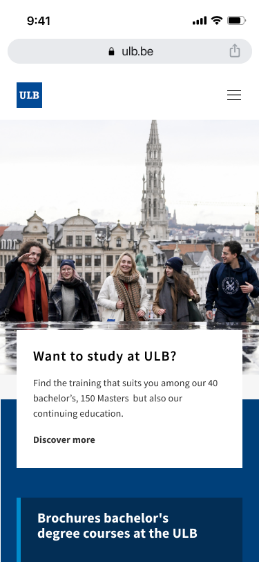 9:41
ulb.be
ULB
Want to study at ULB?
Find the training that suits you among our 40
bachelor's, 150 Masters but also our
continuing education.
Discover more
Brochures bachelor's
degree courses at the ULB